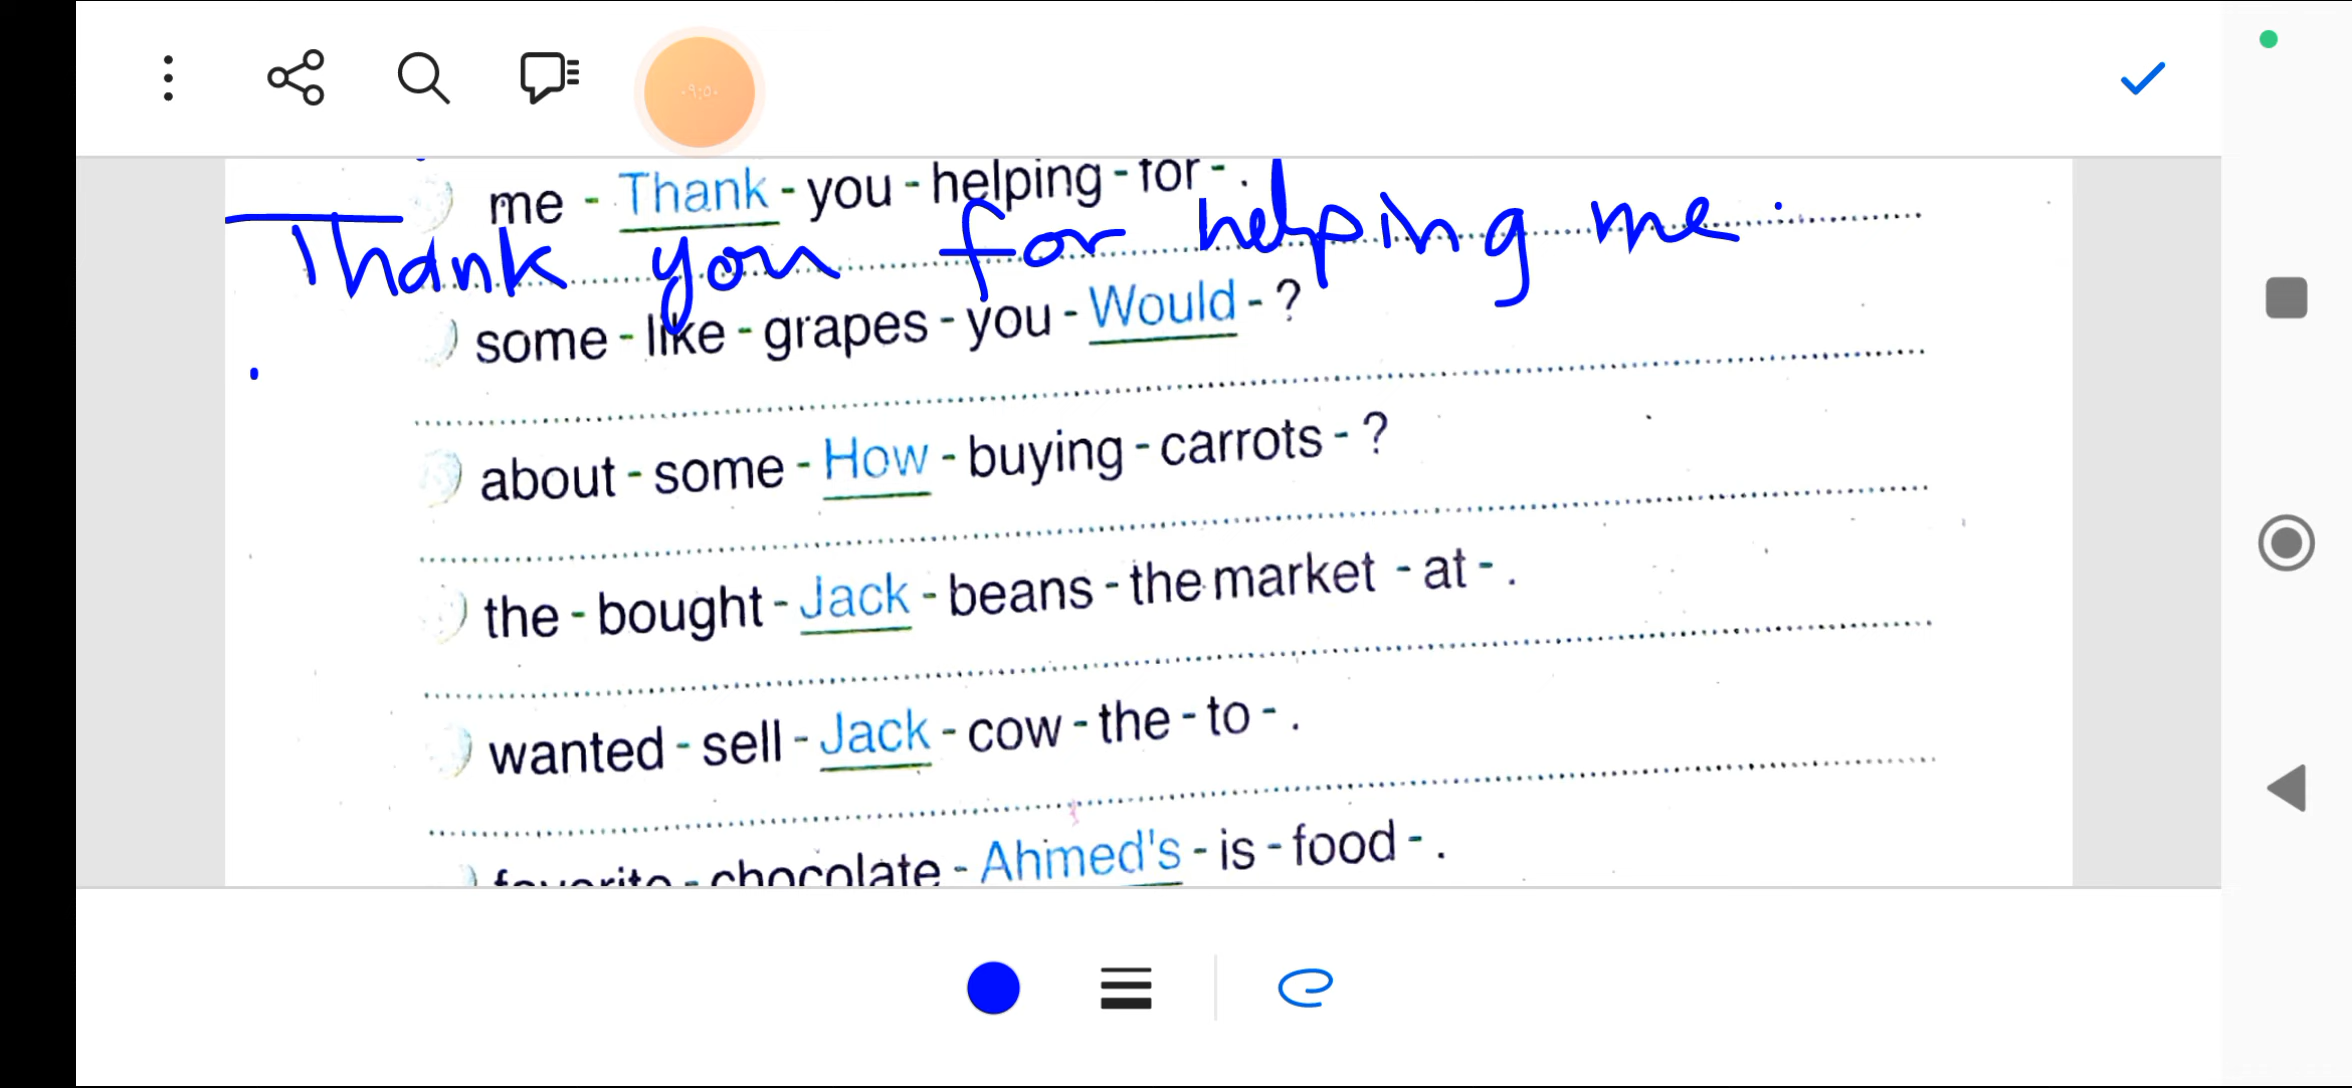 me - Thank - you - helping - for - .
Thank you for helping me .
some - like - grapes - you - Would - ?
about - some - How - buying - carrots - ?
the - bought - Jack - beans - the market - at - .
wanted - sell - Jack - cow - the - to - .
favorite - chocolate - Ahmed's - is - food - .